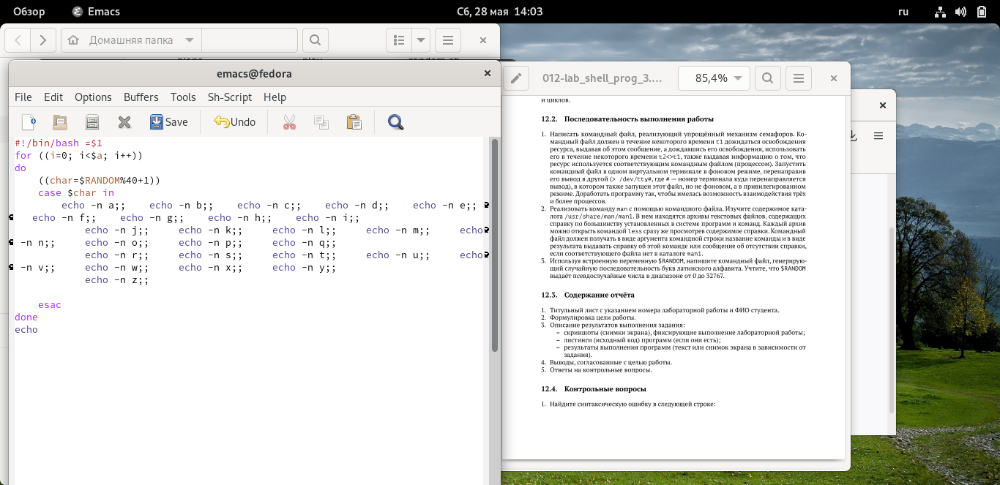 Обзор
Emacs
Сб, 28 мая 14:03
ru
Домашняя папка
emacs@fedora
File Edit Options Buffers Tools Sh-Script Help
Save
Undo
#!/bin/bash =$1
for ((i=0; i<$a; i++))
do
((char=$RANDOM%40+1))
case $char in
echo -n a;; echo -n b;; echo -n c;; echo -n d;; echo -n e;;
echo -n f;; echo -n g;; echo -n h;; echo -n i;;
echo -n j;; echo -n k;; echo -n l;; echo -n m;; echo
-n n;; echo -n o;; echo -n p;; echo -n q;;
echo -n r;; echo -n s;; echo -n t;; echo -n u;; echo
-n v;; echo -n w;; echo -n x;; echo -n y;;
echo -n z;;
esac
done
echo
012-lab_shell_prog_3....
85,4%
и циклов.
12.2. Последовательность выполнения работы
1. Написать командный файл, реализующий упрощённый механизм семафоров. Ко-
мандный файл должен в течение некоторого времени t1 дожидаться освобождения
ресурса, выдавая об этом сообщение, а дождавшись его освобождения, использовать
его в течение некоторого времени t2<>t1, также выдавая информацию о том, что
ресурс используется соответствующим командным файлом (процессом). Запустить
командный файл в одном виртуальном терминале в фоновом режиме, перенаправив
его вывод в другой (> /dev/tty#, где # — номер терминала куда перенаправляется
вывод), в котором также запущен этот файл, но не фоновом, а в привилегированном
режиме. Доработать программу так, чтобы имелась возможность взаимодействия трёх
и более процессов.
2. Реализовать команду man с помощью командного файла. Изучите содержимое ката-
лога /usr/share/man/man1. В нем находятся архивы текстовых файлов, содержащих
справку по большинству установленных в системе программ и команд. Каждый архив
можно открыть командой less сразу же просмотрев содержимое справки. Командный
файл должен получать в виде аргумента командной строки название команды и в виде
результата выдавать справку об этой команде или сообщение об отсутствии справки,
если соответствующего файла нет в каталоге man1.
3. Используя встроенную переменную $RANDOM, напишите командный файл, генерирую-
щий случайную последовательность букв латинского алфавита. Учтите, что $RANDOM
выдаёт псевдослучайные числа в диапазоне от 0 до 32767.
12.3. Содержание отчёта
1. Титульный лист с указанием номера лабораторной работы и ФИО студента.
2. Формулировка цели работы.
3. Описание результатов выполнения задания:
– скриншоты (снимки экрана), фиксирующие выполнение лабораторной работы;
– листинги (исходный код) программ (если они есть);
– результаты выполнения программ (текст или снимок экрана в зависимости от
задания).
4. Выводы, согласованные с целью работы.
5. Ответы на контрольные вопросы.
12.4. Контрольные вопросы
1. Найдите синтаксическую ошибку в следующей строке: